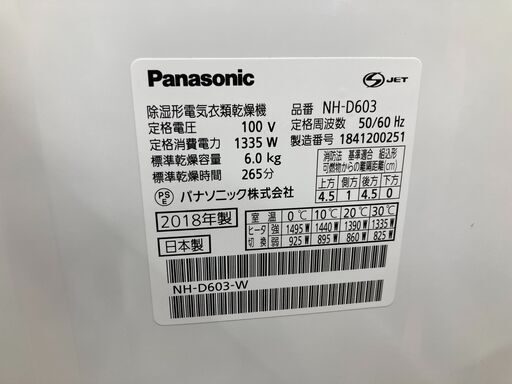 Panasonic
S JET
除湿形電気衣類乾燥機
品番 NH-D603
定格電圧 100 V
定格周波数 50/60 Hz
定格消費電力 1335 W
製造番号 1841200251
標準乾燥容量 6.0 kg
標準乾燥時間 265分
消防法 基準適合 組込形
可燃物からの離隔距離(cm)
上方 側方 後方 下方
4.5 1 4.5 0
PS
E
パナソニック株式会社
2018年製
日本製
室温 0℃ 10℃ 20℃ 30℃
ヒータ 強 1495 W 1440 W 1390 W 1335 W
切換 弱 925 W 895 W 860 W 825 W
NH-D603-W